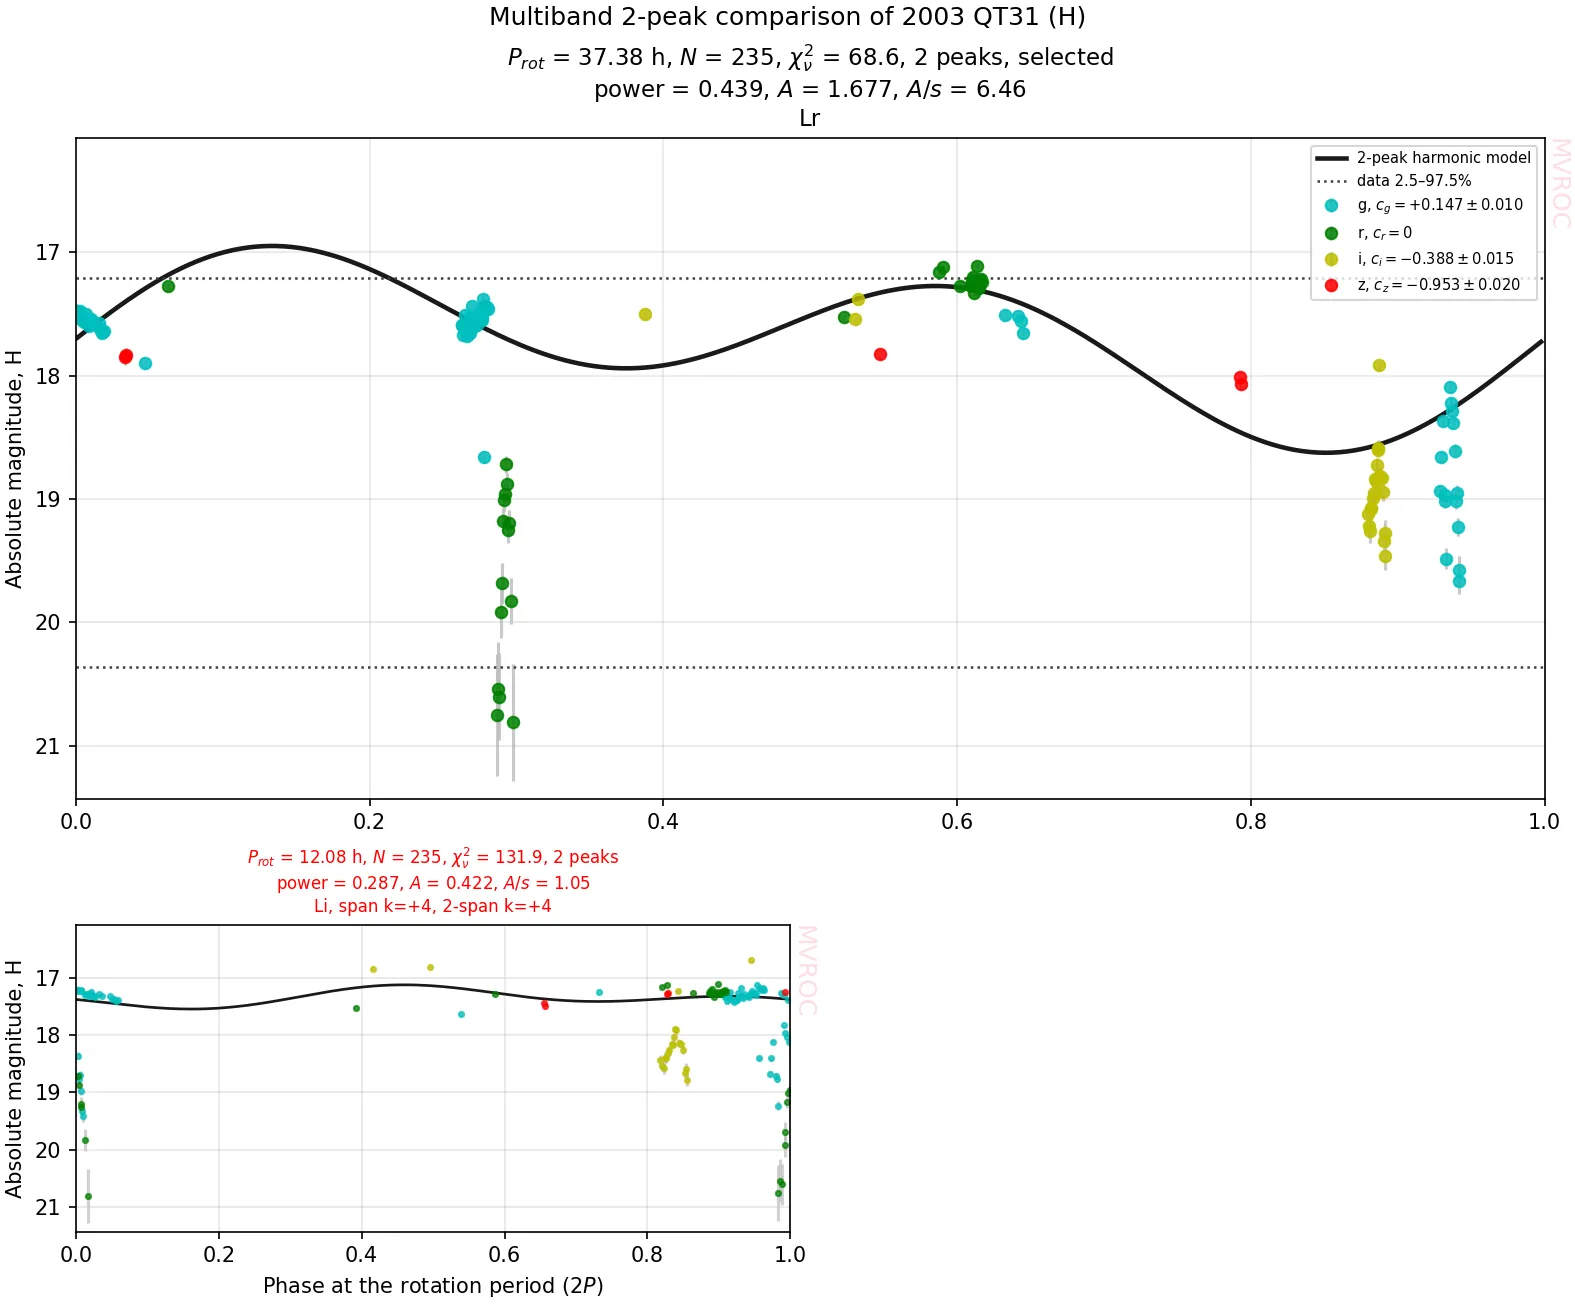 Multiband 2-peak comparison of 2003 QT31 (H)
P_rot = 37.38 h, N = 235, χ²_ν = 68.6, 2 peaks, selected
power = 0.439, A = 1.677, A/s = 6.46
Lr
2-peak harmonic model
data 2.5–97.5%
g, c_g = +0.147 ± 0.010
r, c_r = 0
i, c_i = −0.388 ± 0.015
z, c_z = −0.953 ± 0.020
MVROC
Absolute magnitude, H
17
18
19
20
21
0.0 0.2 0.4 0.6 0.8 1.0
P_rot = 12.08 h, N = 235, χ²_ν = 131.9, 2 peaks
power = 0.287, A = 0.422, A/s = 1.05
Li, span k=+4, 2-span k=+4
MVROC
Absolute magnitude, H
17
18
19
20
21
0.0 0.2 0.4 0.6 0.8 1.0
Phase at the rotation period (2P)